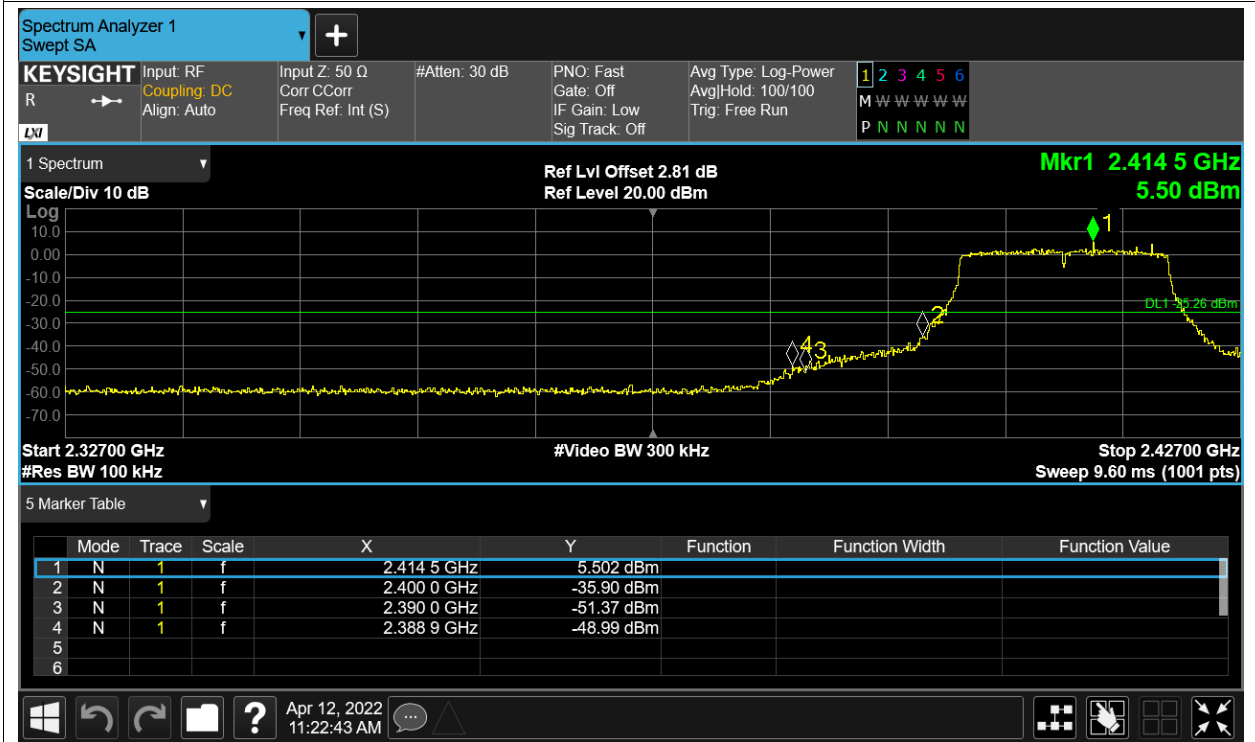 Spectrum Analyzer 1
Swept SA
KEYSIGHT Input: RF Input Z: 50 Ω #Atten: 30 dB PNO: Fast Avg Type: Log-Power 1 2 3 4 5 6
R Coupling: DC Corr CCorr Gate: Off Avg|Hold: 100/100 M W W W W W
Align: Auto Freq Ref: Int (S) IF Gain: Low Trig: Free Run
LXI Sig Track: Off P N N N N N
1 Spectrum Ref Lvl Offset 2.81 dB Mkr1 2.414 5 GHz
Scale/Div 10 dB Ref Level 20.00 dBm 5.50 dBm
Log
1
10.0
0.00
-10.0
-20.0
DL1 -25.26 dBm
2
-30.0
-40.0
4 3
-50.0
-60.0
-70.0
Start 2.32700 GHz #Video BW 300 kHz Stop 2.42700 GHz
#Res BW 100 kHz Sweep 9.60 ms (1001 pts)
5 Marker Table
Mode Trace Scale X Y Function Function Width Function Value
1 N 1 f 2.414 5 GHz 5.502 dBm
2 N 1 f 2.400 0 GHz -35.90 dBm
3 N 1 f 2.390 0 GHz -51.37 dBm
4 N 1 f 2.388 9 GHz -48.99 dBm
5
6
? Apr 12, 2022
11:22:43 AM